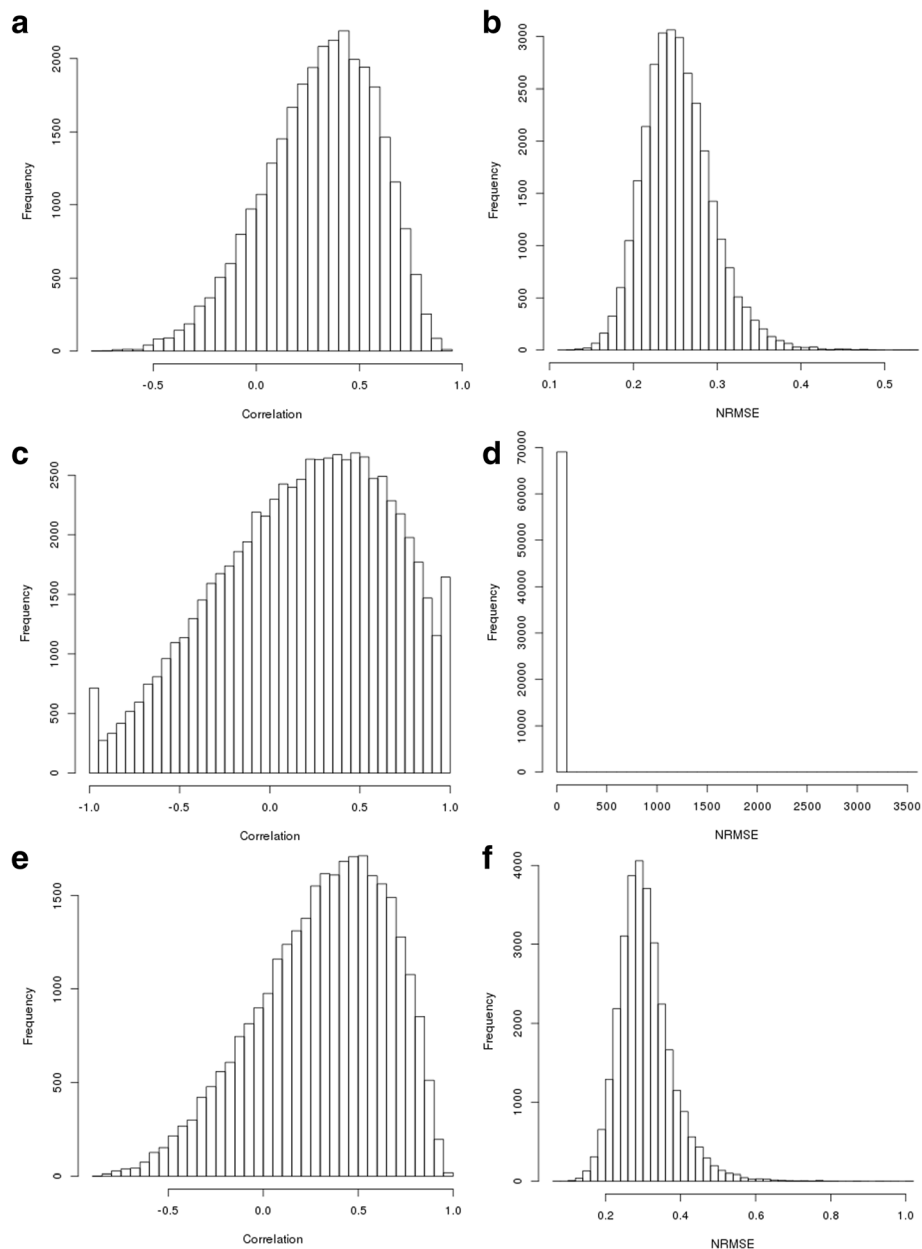 a
b
2000
1500
1000
500
0
Frequency
-0.5 0.0 0.5 1.0
Correlation
3000
2500
2000
1500
1000
500
0
Frequency
0.1 0.2 0.3 0.4 0.5
NRMSE
c
d
2500
2000
1500
1000
500
0
Frequency
-1.0 -0.5 0.0 0.5 1.0
Correlation
70000
60000
50000
40000
30000
20000
10000
0
Frequency
0 500 1000 1500 2000 2500 3000 3500
NRMSE
e
f
1500
1000
500
0
Frequency
-0.5 0.0 0.5 1.0
Correlation
4000
3000
2000
1000
0
Frequency
0.2 0.4 0.6 0.8 1.0
NRMSE